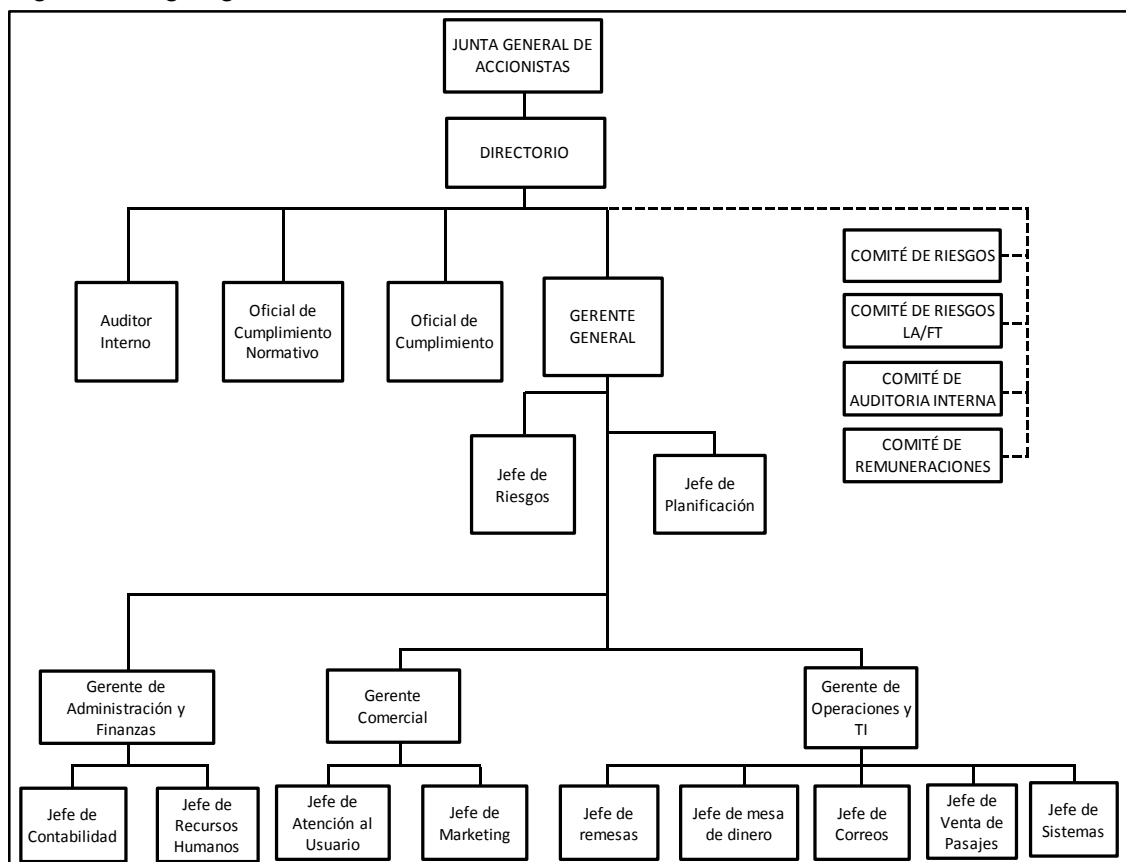 JUNTA GENERAL DE
ACCIONISTAS
DIRECTORIO
Auditor
Interno
Oficial de
Cumplimiento
Normativo
Oficial de
Cumplimiento
GERENTE
GENERAL
COMITÉ DE RIESGOS
COMITÉ DE RIESGOS
LA/FT
COMITÉ DE
AUDITORIA INTERNA
COMITÉ DE
REMUNERACIONES
Jefe de
Riesgos
Jefe de
Planificación
Gerente de
Administración y
Finanzas
Gerente
Comercial
Gerente de
Operaciones y
TI
Jefe de
Contabilidad
Jefe de
Recursos
Humanos
Jefe de
Atención al
Usuario
Jefe de
Marketing
Jefe de
remesas
Jefe de mesa
de dinero
Jefe de
Correos
Jefe de
Venta de
Pasajes
Jefe de
Sistemas